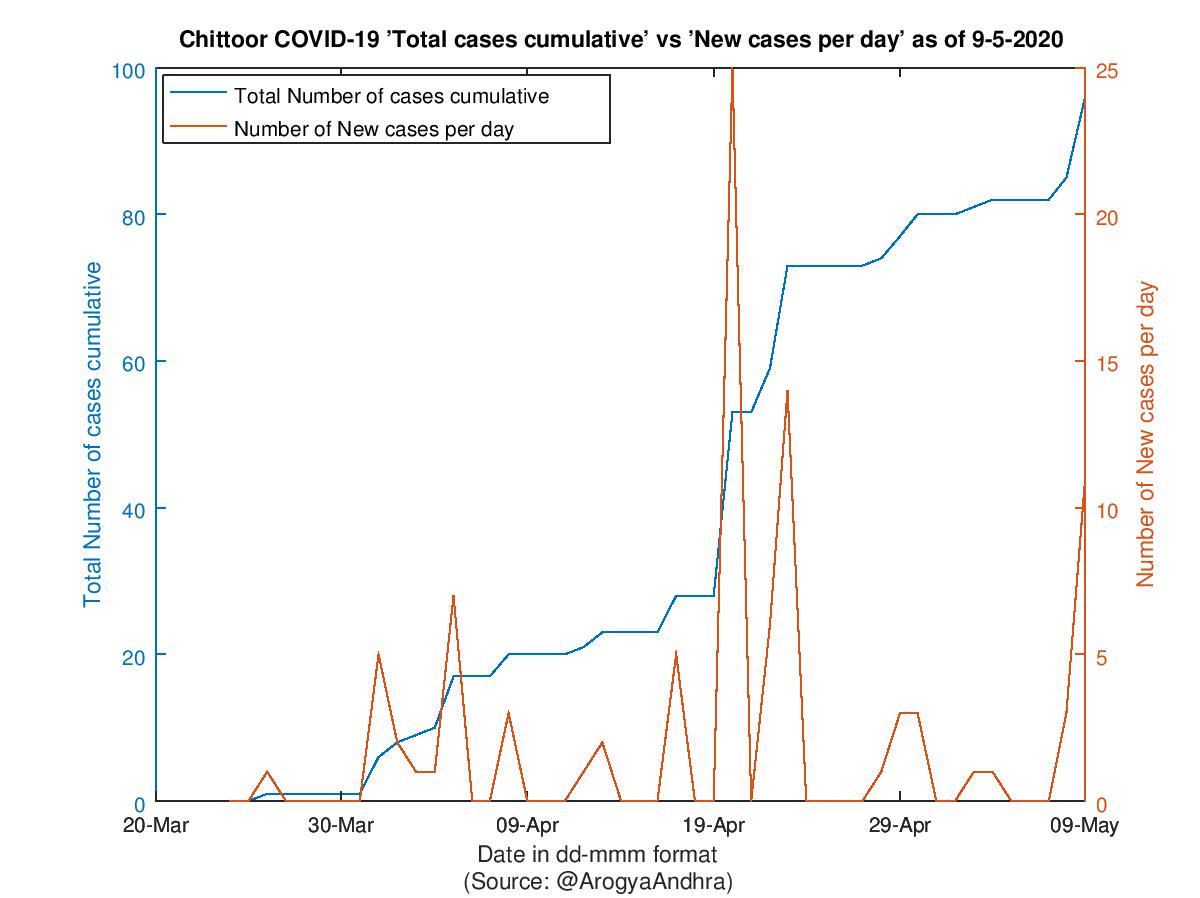 Chittoor COVID-19 ’Total cases cumulative’ vs ’New cases per day’ as of 9-5-2020
Total Number of cases cumulative
Number of New cases per day
100
80
60
40
20
0
Total Number of cases cumulative
25
20
15
10
5
0
Number of New cases per day
20-Mar
30-Mar
09-Apr
19-Apr
29-Apr
09-May
Date in dd-mmm format
(Source: @ArogyaAndhra)